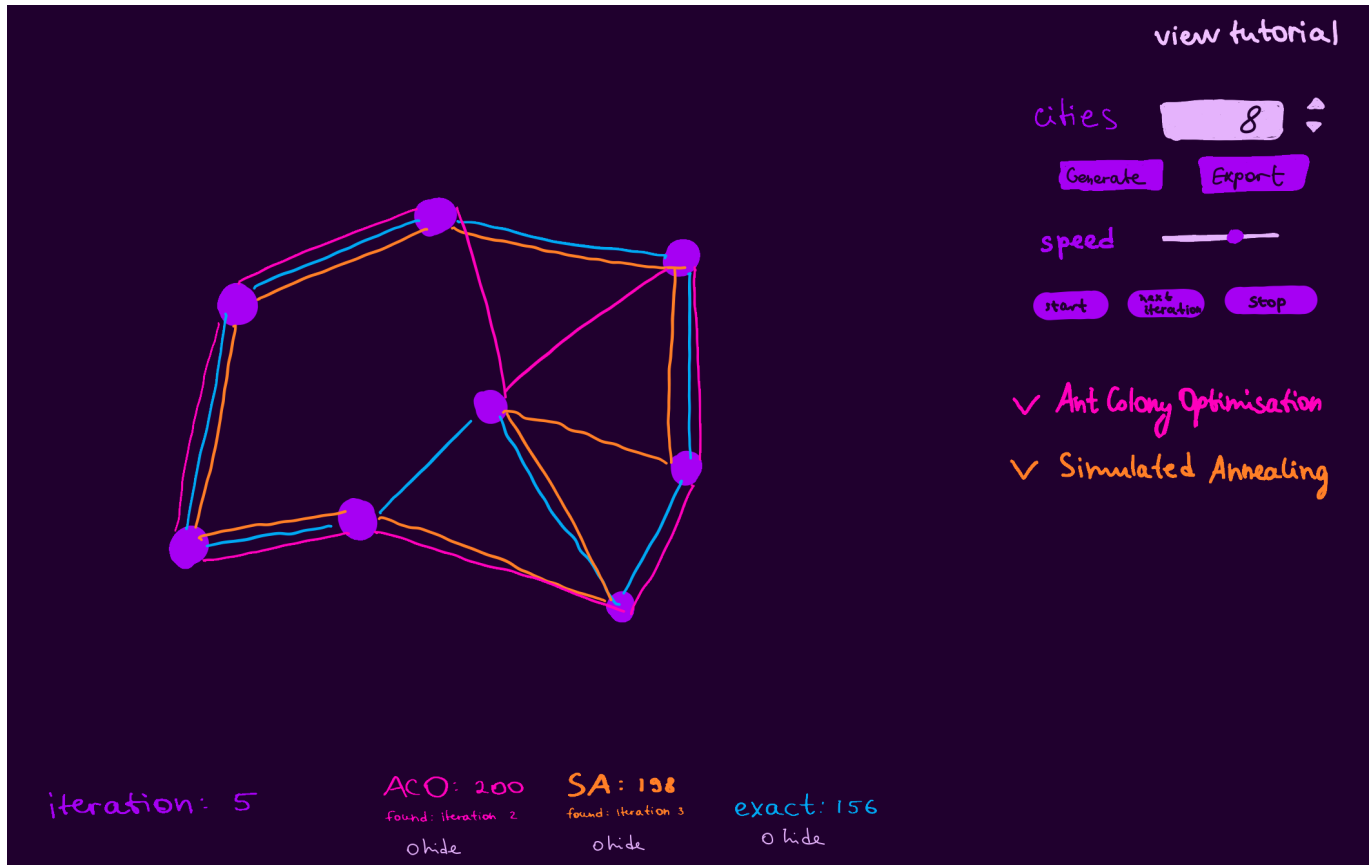 view tutorial
cities 8
Generate Export
speed
start next iteration Stop
Ant Colony Optimisation
Simulated Annealing
iteration: 5
ACO: 200
found: iteration 2
hide
SA: 198
found: iteration 3
hide
exact: 156
hide